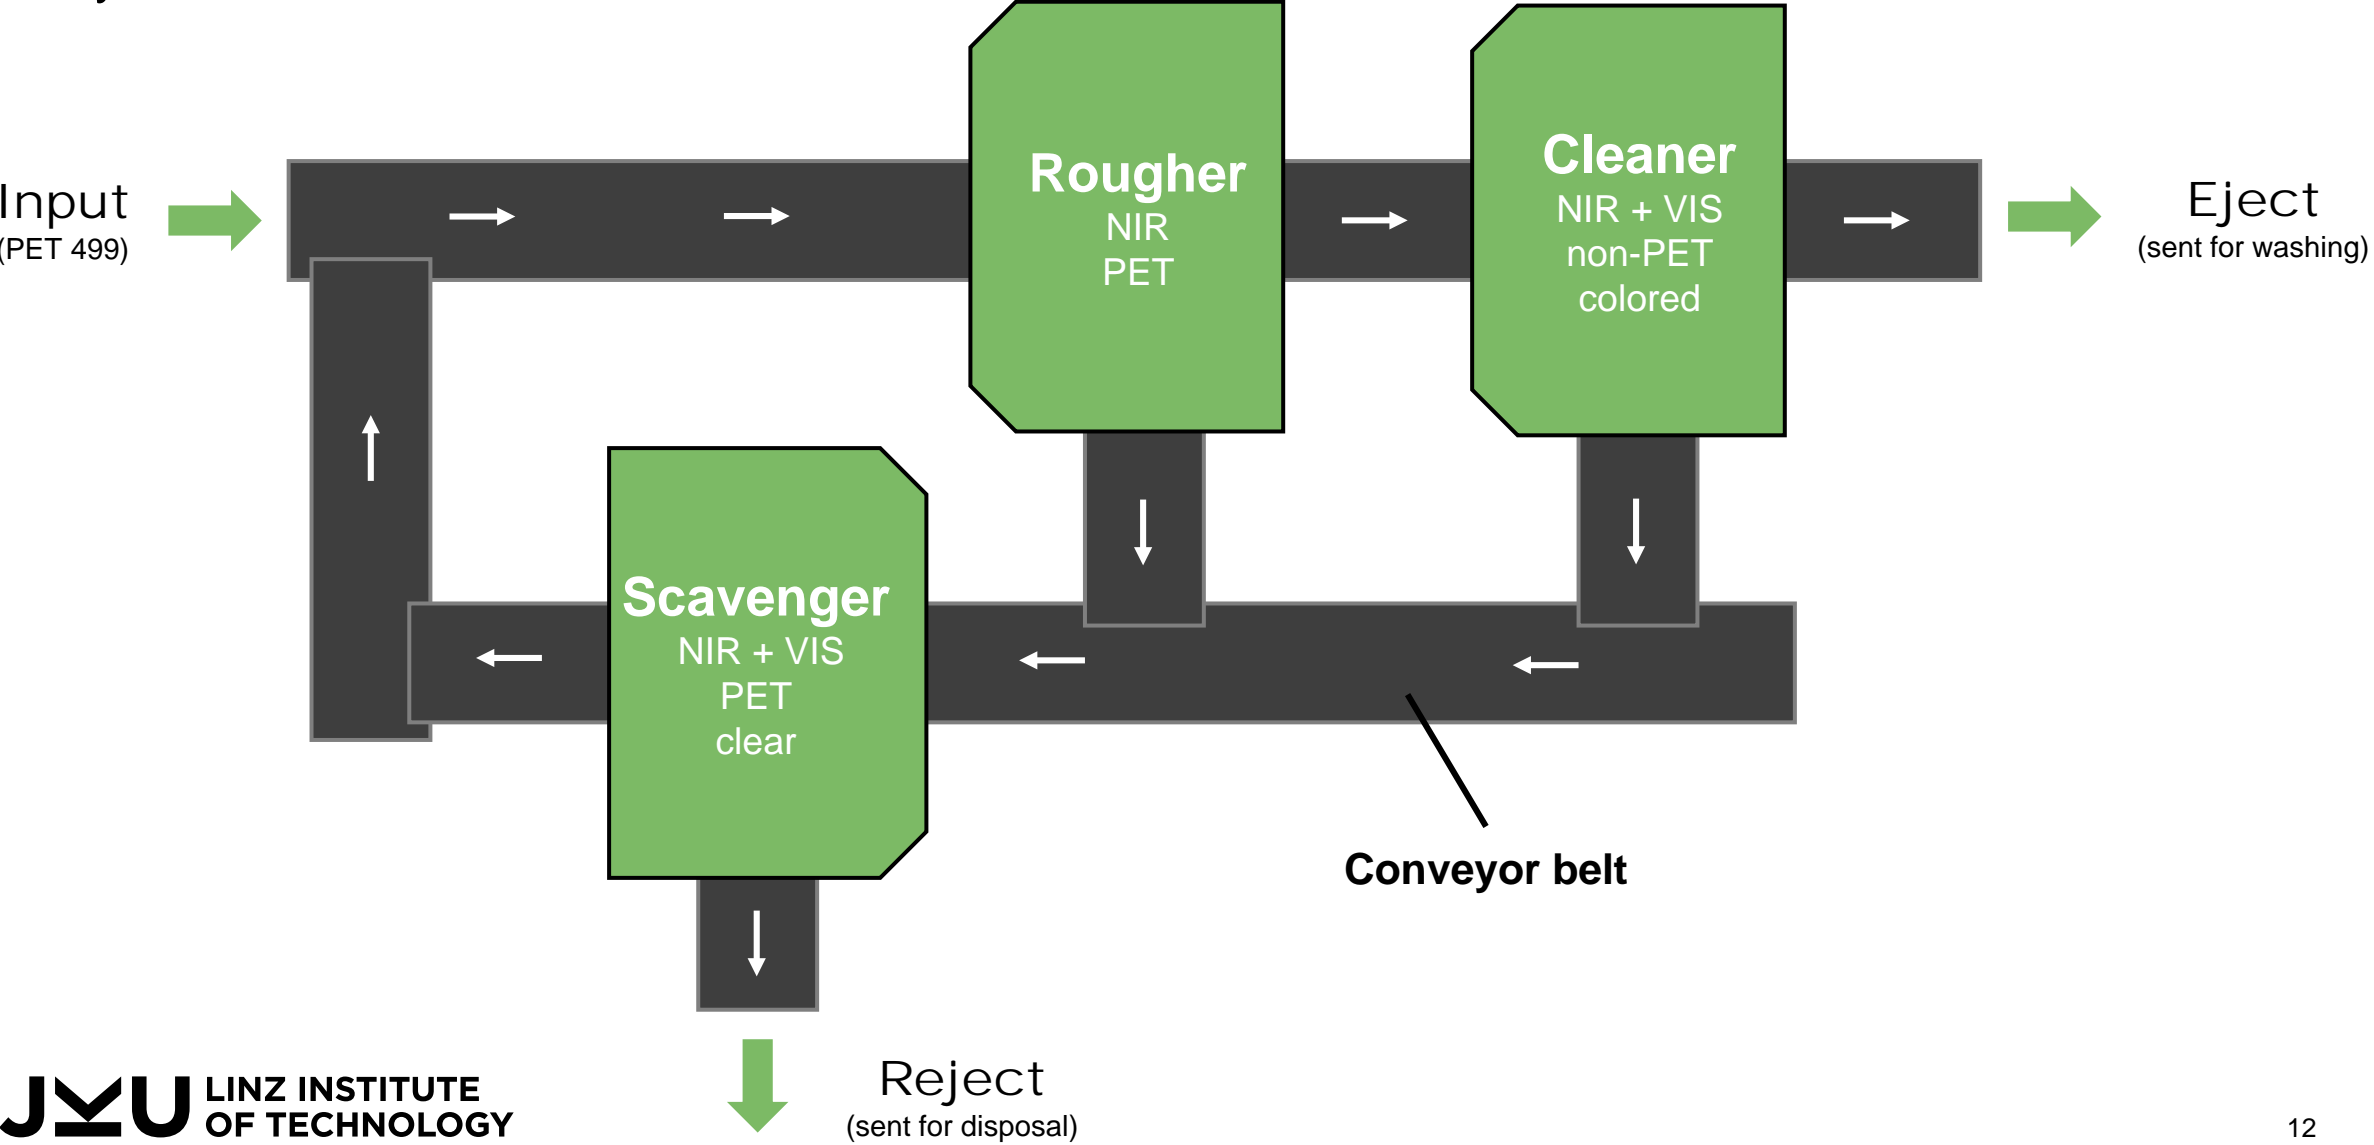 Input
(PET 499)
Rougher
NIR
PET
Cleaner
NIR + VIS
non-PET
colored
Eject
(sent for washing)
Scavenger
NIR + VIS
PET
clear
Conveyor belt
Reject
(sent for disposal)
JKU LINZ INSTITUTE
OF TECHNOLOGY
12